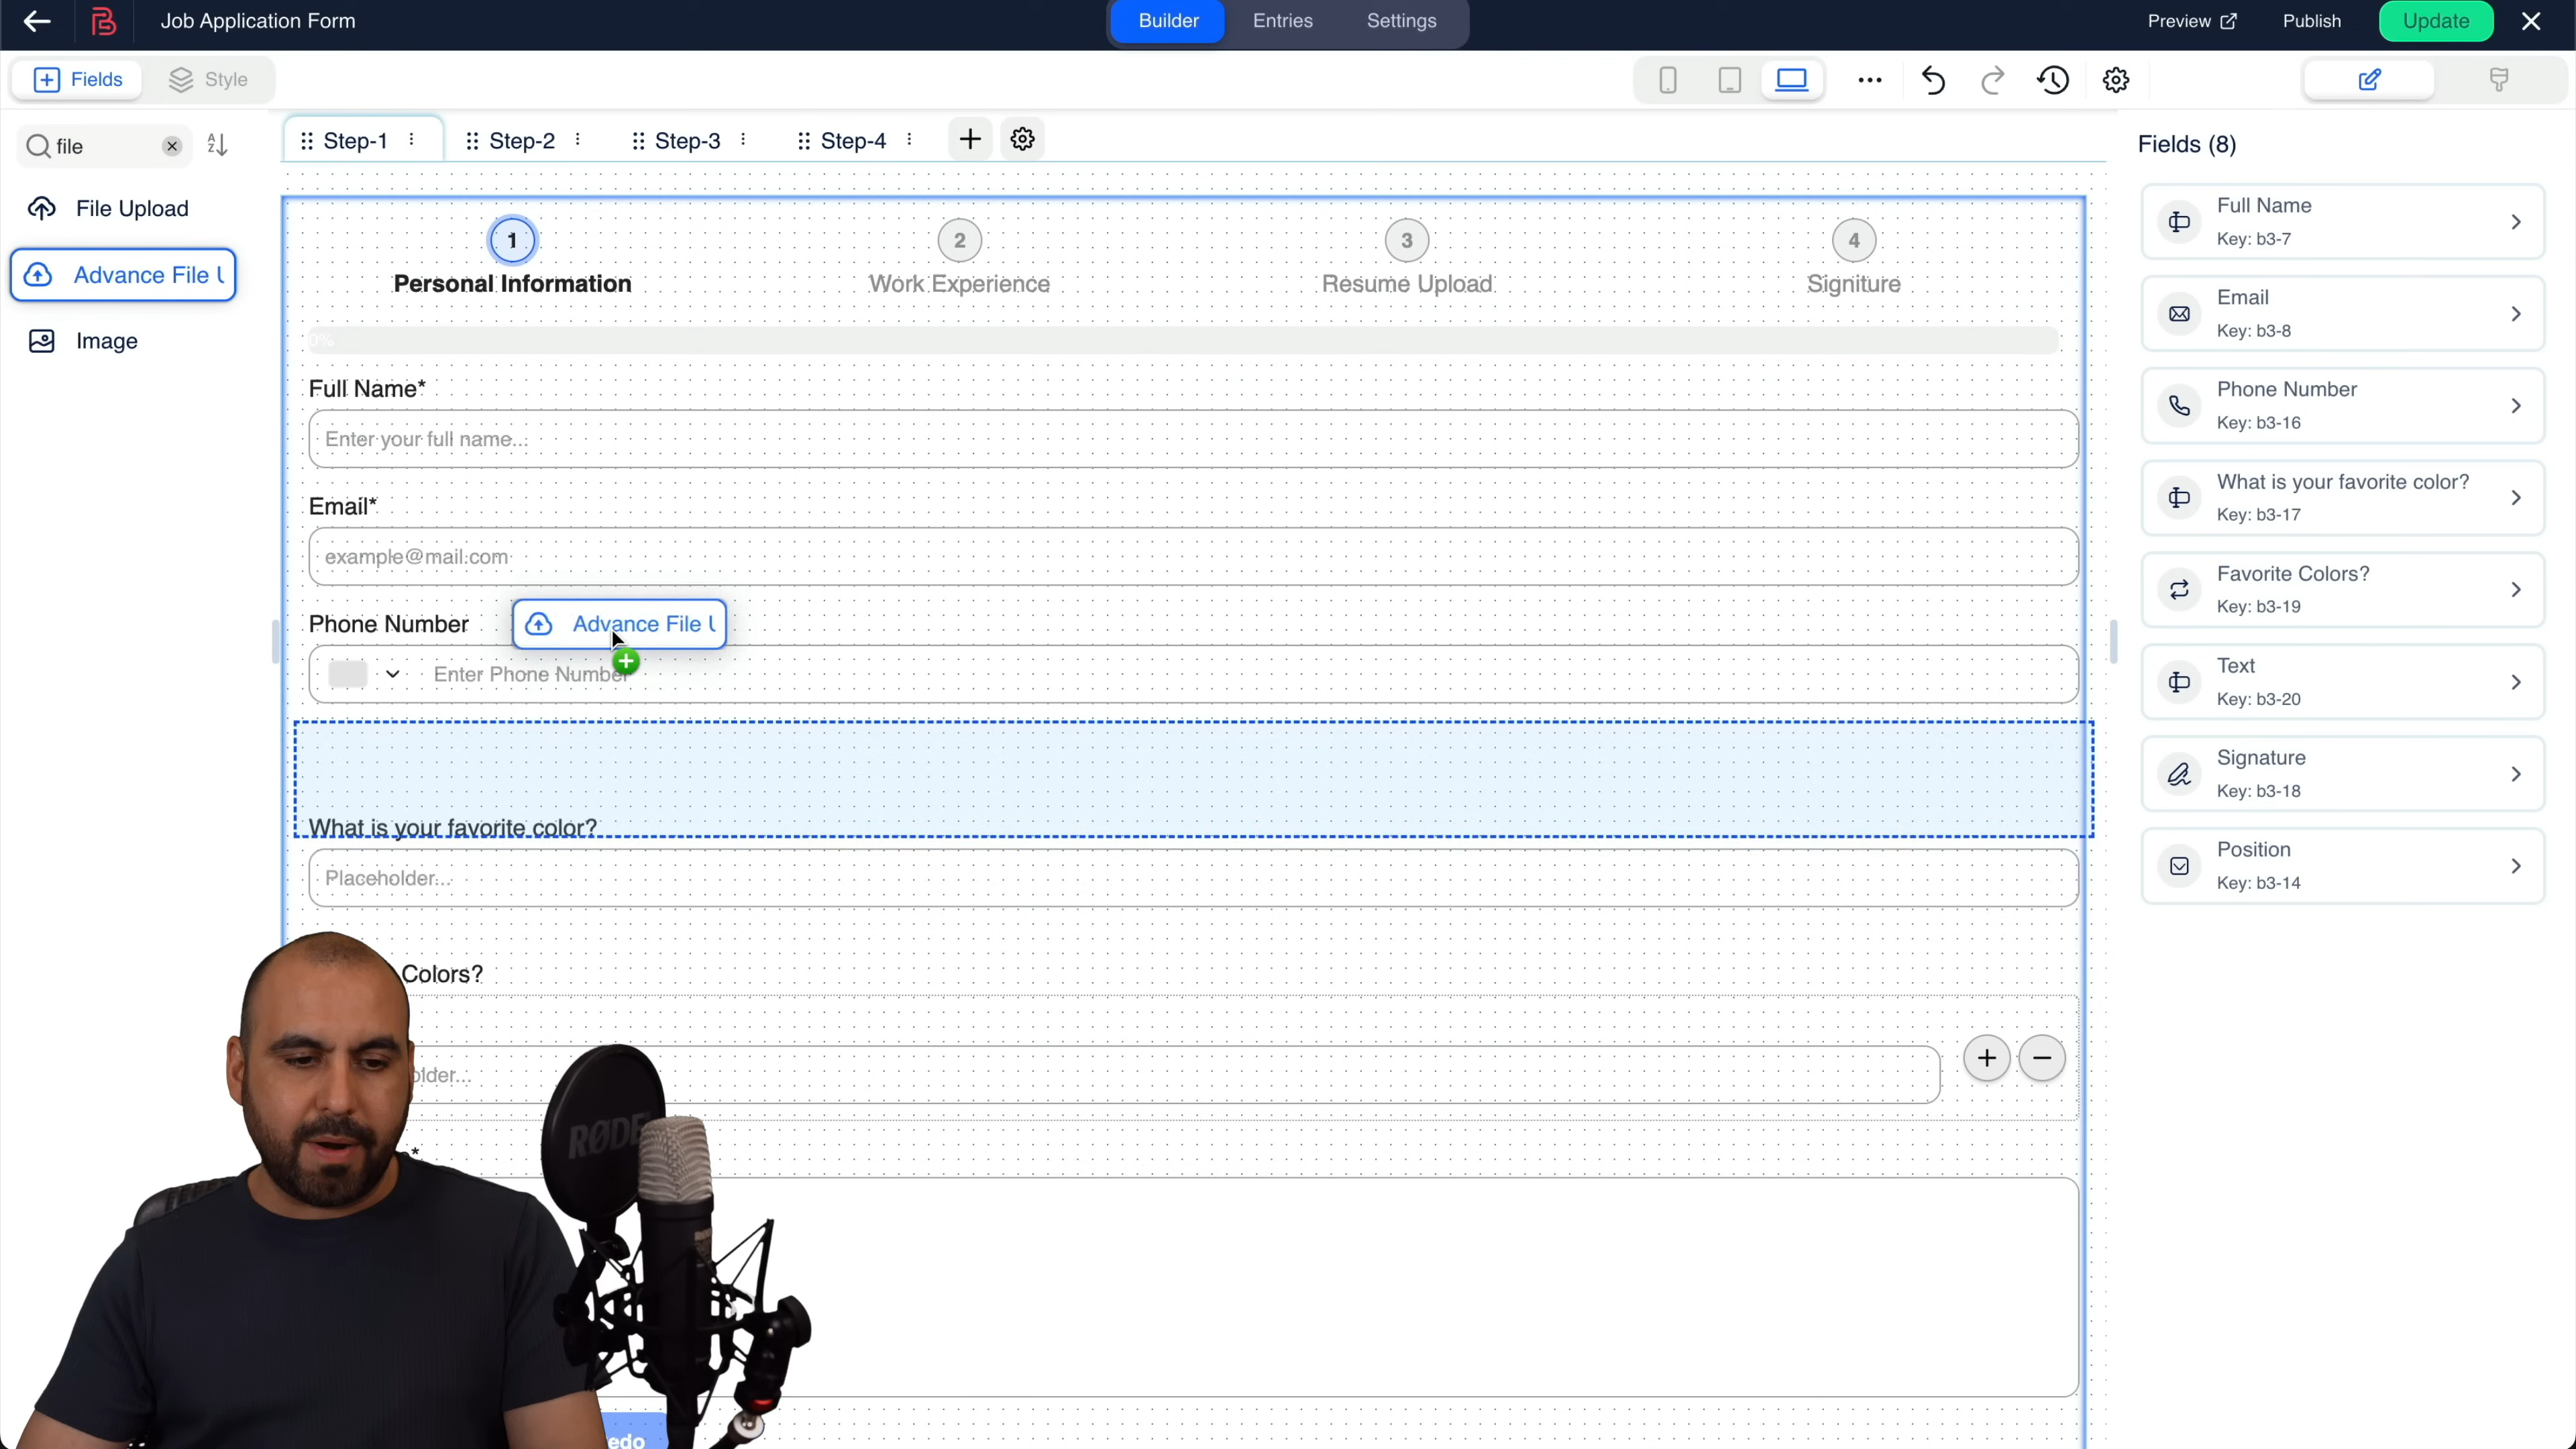 Job Application Form
Builder
Entries
Settings
Preview
Publish
Update
Fields
Style
file
File Upload
Advance File U
Image
Step-1
Step-2
Step-3
Step-4
1
2
3
4
Personal Information
Work Experience
Resume Upload
Signiture
0%
Full Name*
Enter your full name...
Email*
example@mail.com
Phone Number
Advance File U
Enter Phone Number
What is your favorite color?
Placeholder...
Colors?
older...
*
RØDE
edo
Fields (8)
Full Name
Key: b3-7
Email
Key: b3-8
Phone Number
Key: b3-16
What is your favorite color?
Key: b3-17
Favorite Colors?
Key: b3-19
Text
Key: b3-20
Signature
Key: b3-18
Position
Key: b3-14